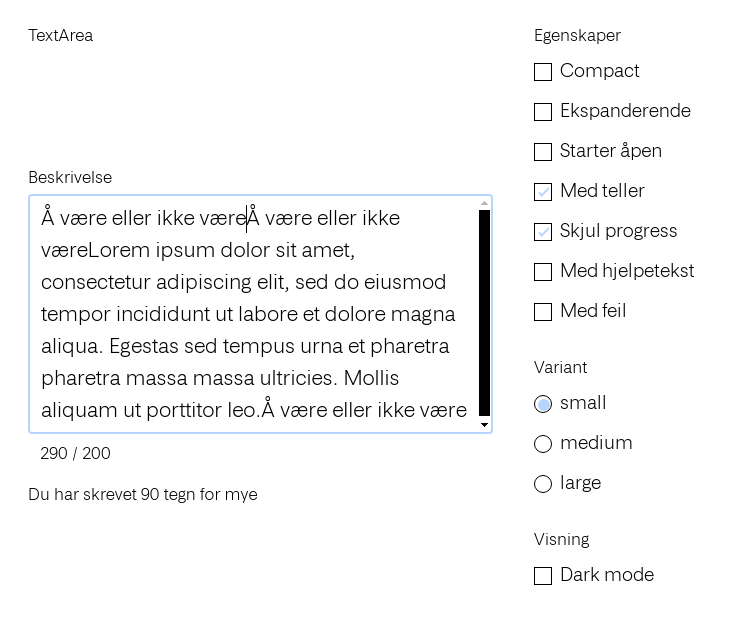 TextArea
Beskrivelse
Å være eller ikke væreÅ være eller ikke
væreLorem ipsum dolor sit amet,
consectetur adipiscing elit, sed do eiusmod
tempor incididunt ut labore et dolore magna
aliqua. Egestas sed tempus urna et pharetra
pharetra massa massa ultricies. Mollis
aliquam ut porttitor leo.Å være eller ikke være
290 / 200
Du har skrevet 90 tegn for mye
Egenskaper
Compact
Ekspanderende
Starter åpen
Med teller
Skjul progress
Med hjelpetekst
Med feil
Variant
small
medium
large
Visning
Dark mode